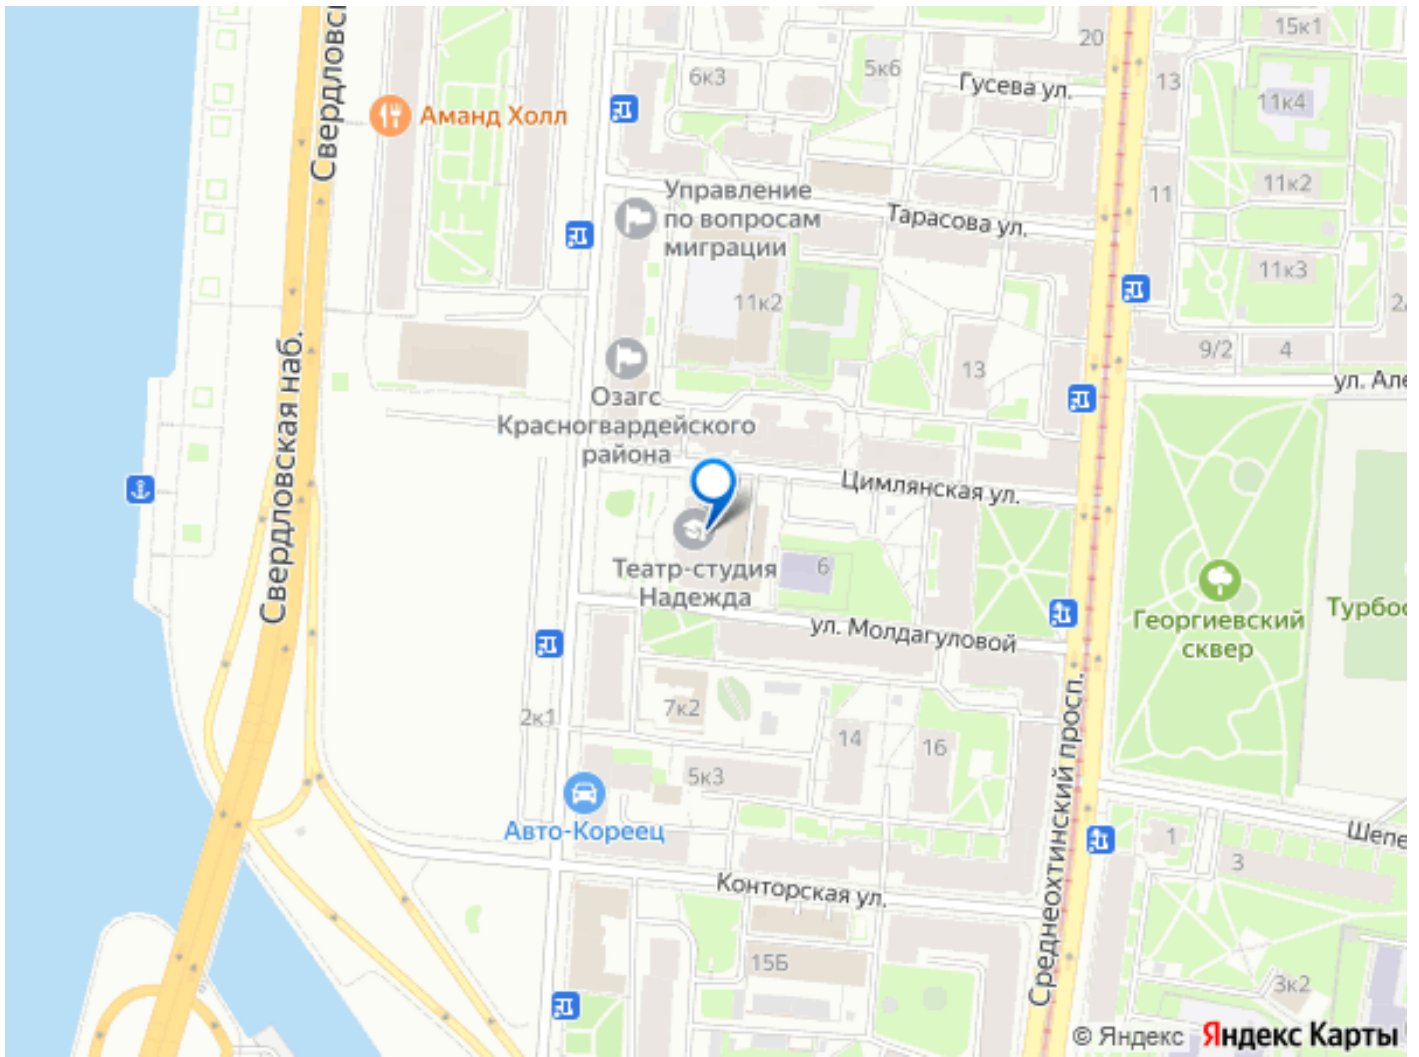 Свердловск
15к1
20
5к6
6к3
13
Гусева ул.
11к4
Аманд Холл
Управление
по вопросам
миграции
11к2
11
Тарасова ул.
11к3
11к2
Свердловская наб.
9/2
4
13
ул. Але
Озагс
Красногвардейского
района
Цимлянская ул.
Театр-студия
Надежда
6
Георгиевский
сквер
Турбос
ул. Молдагуловой
7к2
2к1
14
16
5к3
Среднеохтинский просп.
Авто-Кореец
1
Шепе
3
Конторская ул.
15Б
3к2
© Яндекс
Яндекс Карты